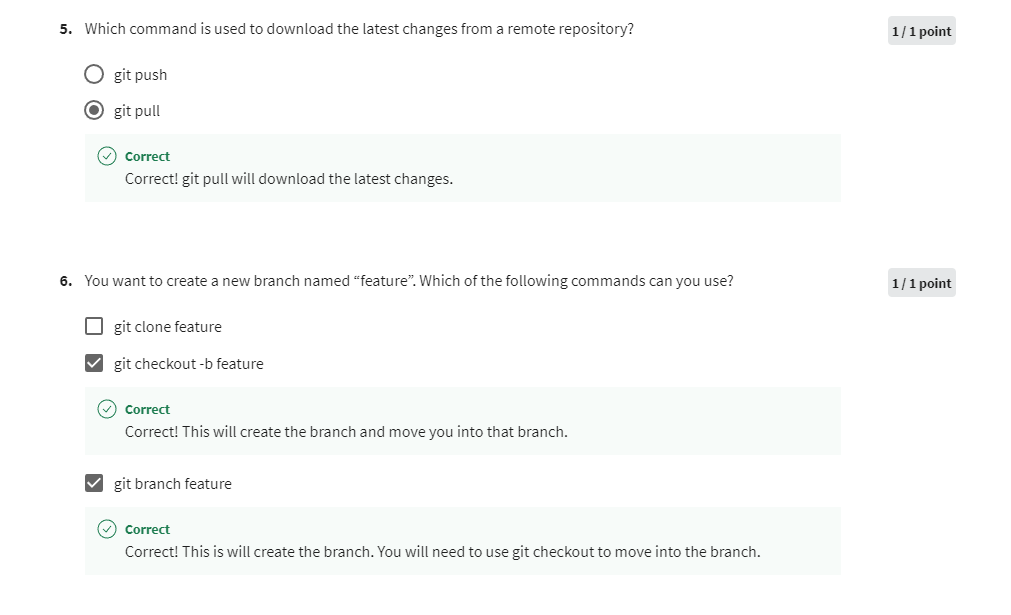 5. Which command is used to download the latest changes from a remote repository?
1 / 1 point
git push
git pull
Correct
Correct! git pull will download the latest changes.
6. You want to create a new branch named “feature”. Which of the following commands can you use?
1 / 1 point
git clone feature
git checkout -b feature
Correct
Correct! This will create the branch and move you into that branch.
git branch feature
Correct
Correct! This is will create the branch. You will need to use git checkout to move into the branch.